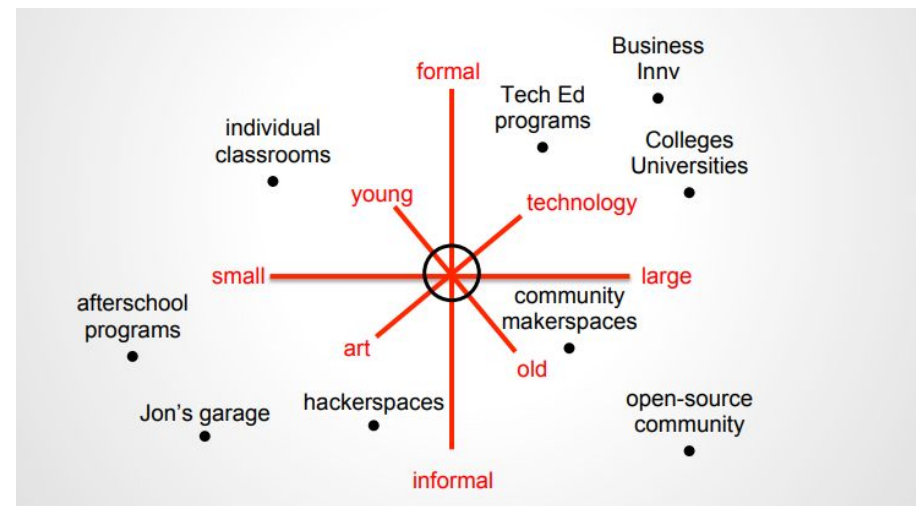 Business
Innv
formal
Tech Ed
programs
individual
classrooms
Colleges
Universities
young
technology
small
large
community
makerspaces
afterschool
programs
art
old
Jon's garage
hackerspaces
open-source
community
informal